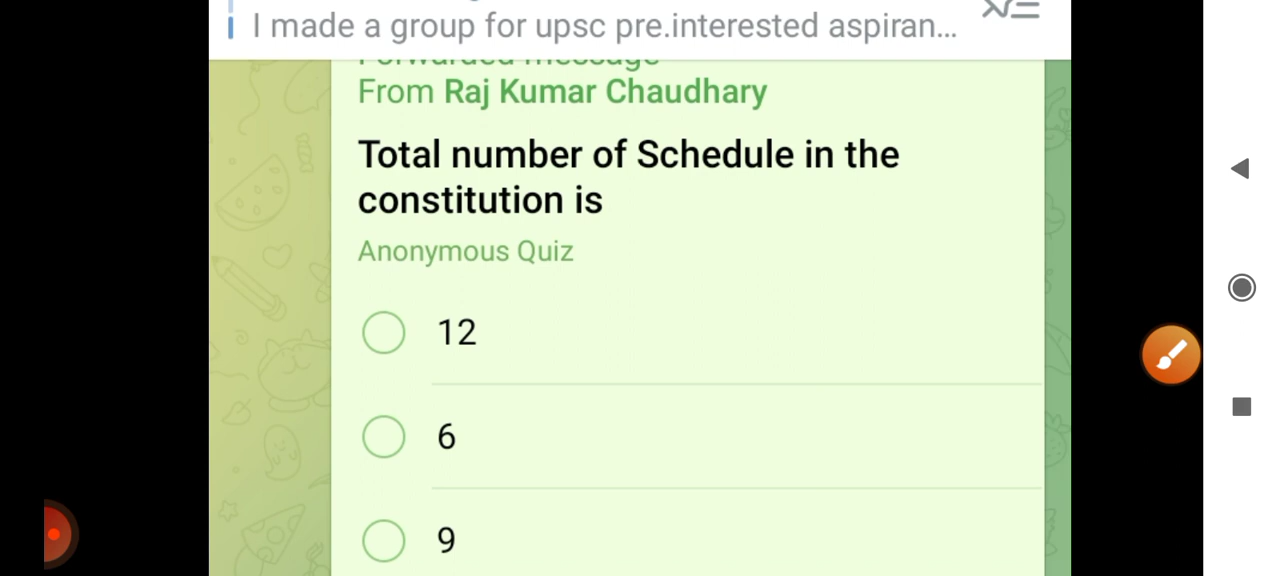 I made a group for upsc pre.interested aspiran...
From Raj Kumar Chaudhary
Total number of Schedule in the
constitution is
Anonymous Quiz
12
6
9